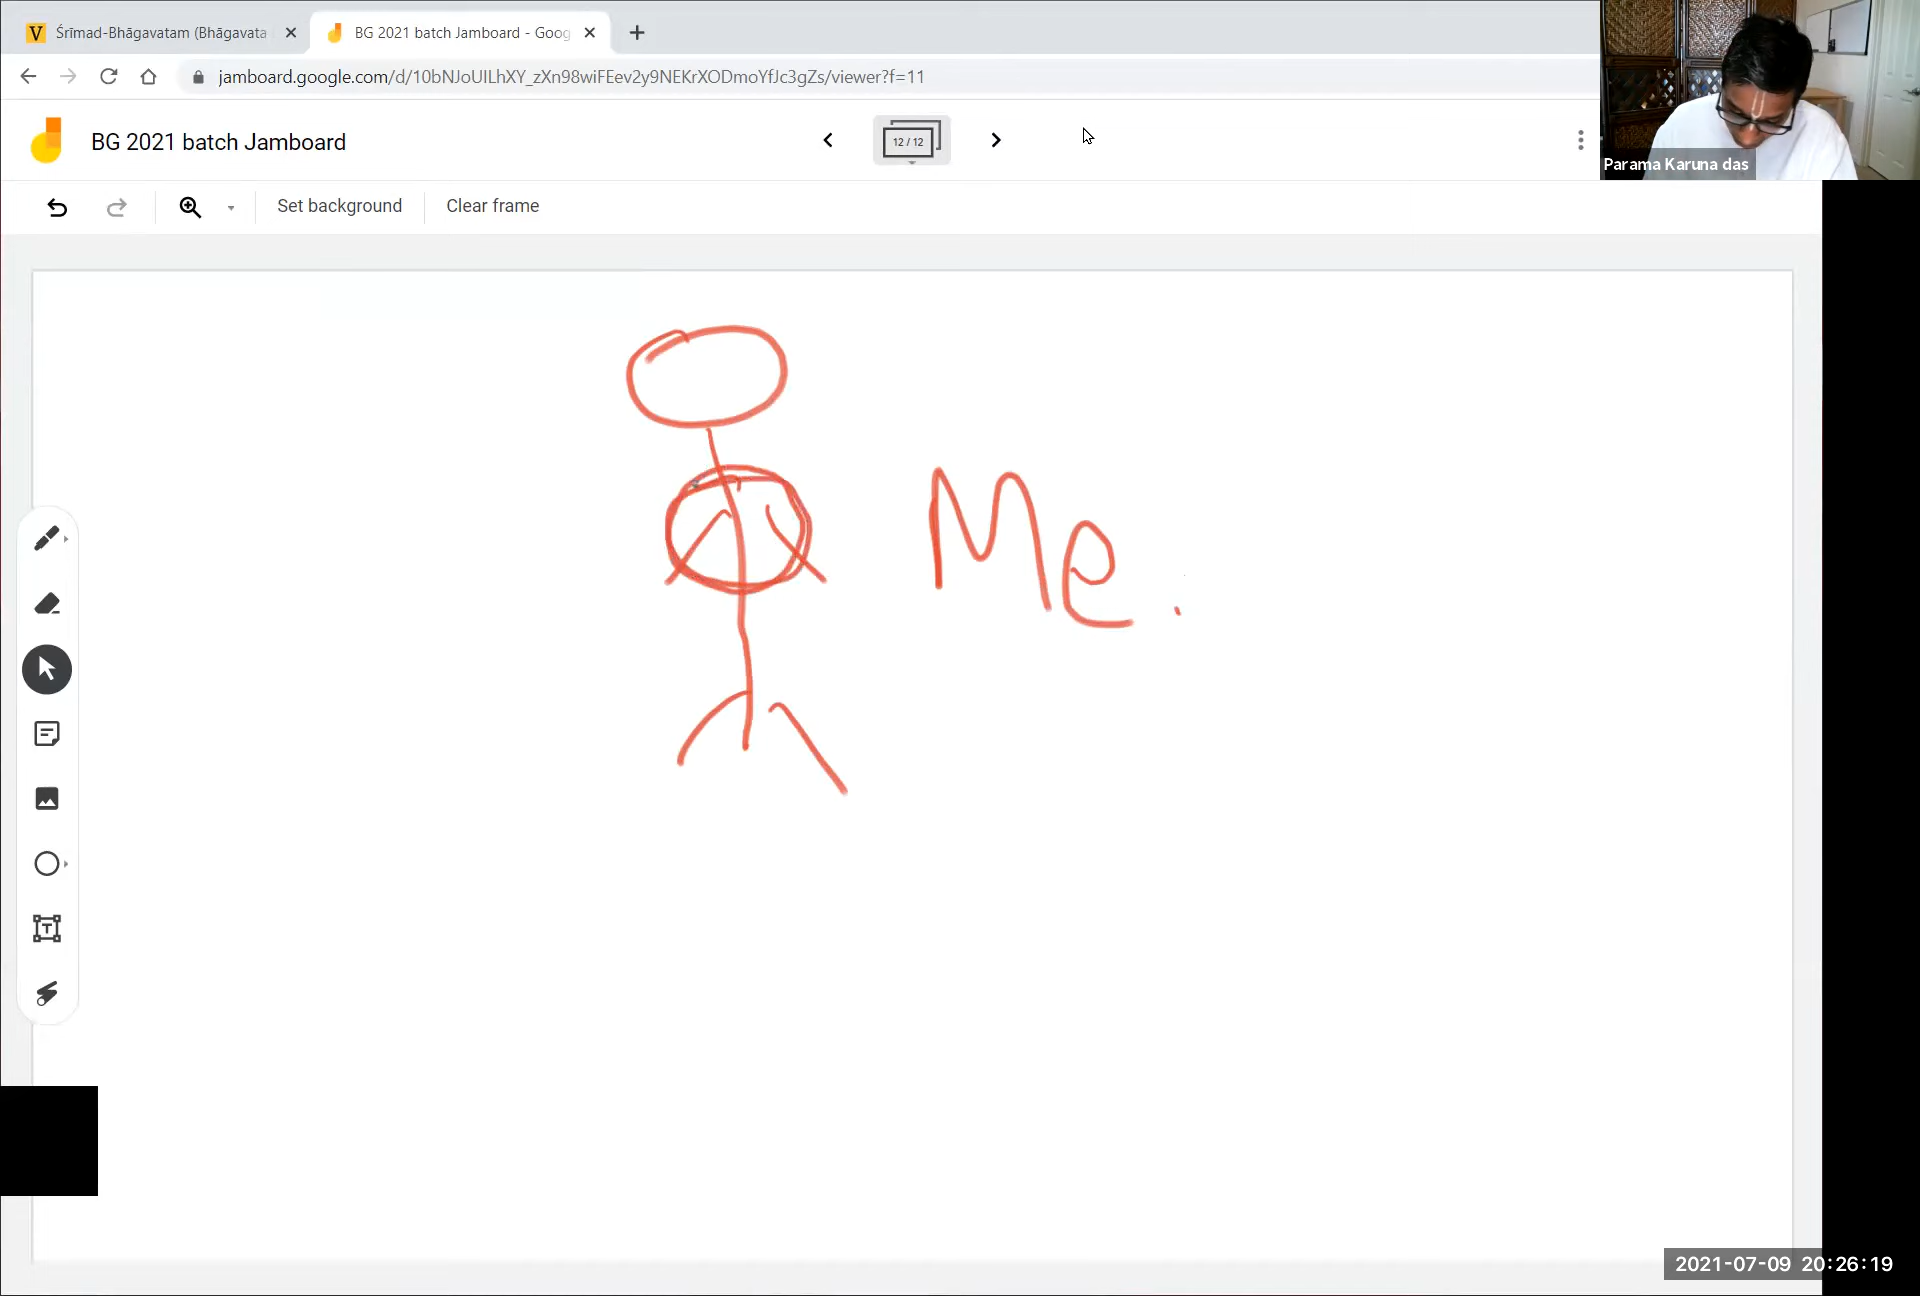 Śrīmad-Bhāgavatam (Bhāgavata
BG 2021 batch Jamboard - Goog
jamboard.google.com/d/10bNJoUILhXY_zXn98wiFEev2y9NEKrXODmoYfJc3gZs/viewer?f=11
BG 2021 batch Jamboard
12 / 12
Parama Karuna das
Set background
Clear frame
Me.
2021-07-09 20:26:19